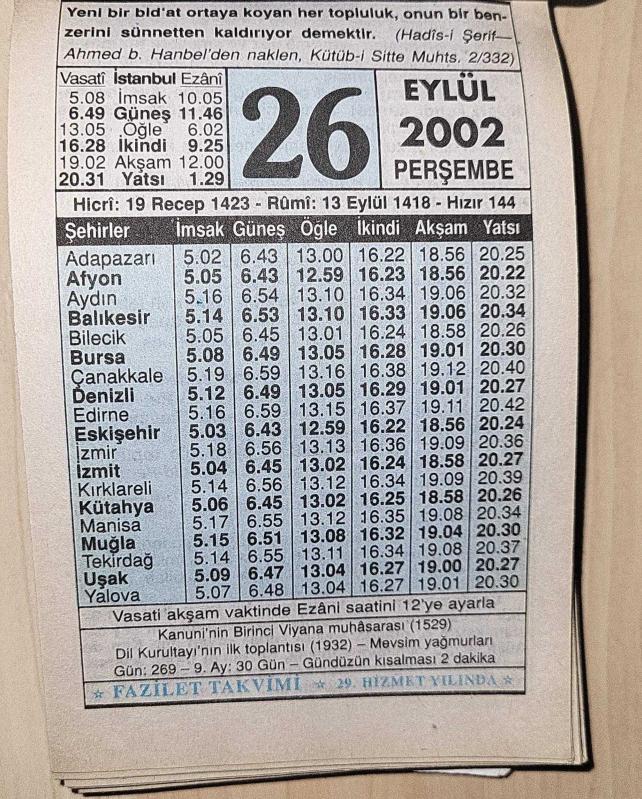 Yeni bir bid'at ortaya koyan her topluluk, onun bir ben-
zerini sünnetten kaldırıyor demektir. (Hadîs-i Şerif—
Ahmed b. Hanbel'den naklen, Kütüb-i Sitte Muhts. 2/332)
Vasatî İstanbul Ezânî
5.08 İmsak 10.05
6.49 Güneş 11.46
13.05 Öğle 6.02
16.28 İkindi 9.25
19.02 Akşam 12.00
20.31 Yatsı 1.29
26
EYLÜL
2002
PERŞEMBE
Hicrî: 19 Recep 1423 - Rûmî: 13 Eylül 1418 - Hızır 144
Şehirler İmsak Güneş Öğle İkindi Akşam Yatsı
Adapazarı 5.02 6.43 13.00 16.22 18.56 20.25
Afyon 5.05 6.43 12.59 16.23 18.56 20.22
Aydın 5.16 6.54 13.10 16.34 19.06 20.32
Balıkesir 5.14 6.53 13.10 16.33 19.06 20.34
Bilecik 5.05 6.45 13.01 16.24 18.58 20.26
Bursa 5.08 6.49 13.05 16.28 19.01 20.30
Çanakkale 5.19 6.59 13.16 16.38 19.12 20.40
Denizli 5.12 6.49 13.05 16.29 19.01 20.27
Edirne 5.16 6.59 13.15 16.37 19.11 20.42
Eskişehir 5.03 6.43 12.59 16.22 18.56 20.24
İzmir 5.18 6.56 13.13 16.36 19.09 20.36
İzmit 5.04 6.45 13.02 16.24 18.58 20.27
Kırklareli 5.14 6.56 13.12 16.34 19.09 20.39
Kütahya 5.06 6.45 13.02 16.25 18.58 20.26
Manisa 5.17 6.55 13.12 16.35 19.08 20.34
Muğla 5.15 6.51 13.08 16.32 19.04 20.30
Tekirdağ 5.14 6.55 13.11 16.34 19.08 20.37
Uşak 5.09 6.47 13.04 16.27 19.00 20.27
Yalova 5.07 6.48 13.04 16.27 19.01 20.30
Vasati akşam vaktinde Ezâni saatini 12'ye ayarla
Kanuni'nin Birinci Viyana muhâsarası (1529)
Dil Kurultayı'nın ilk toplantısı (1932) – Mevsim yağmurları
Gün: 269 – 9. Ay: 30 Gün – Gündüzün kısalması 2 dakika
☆ FAZİLET TAKVİMİ ☆ 29. HİZMET YILINDA ☆